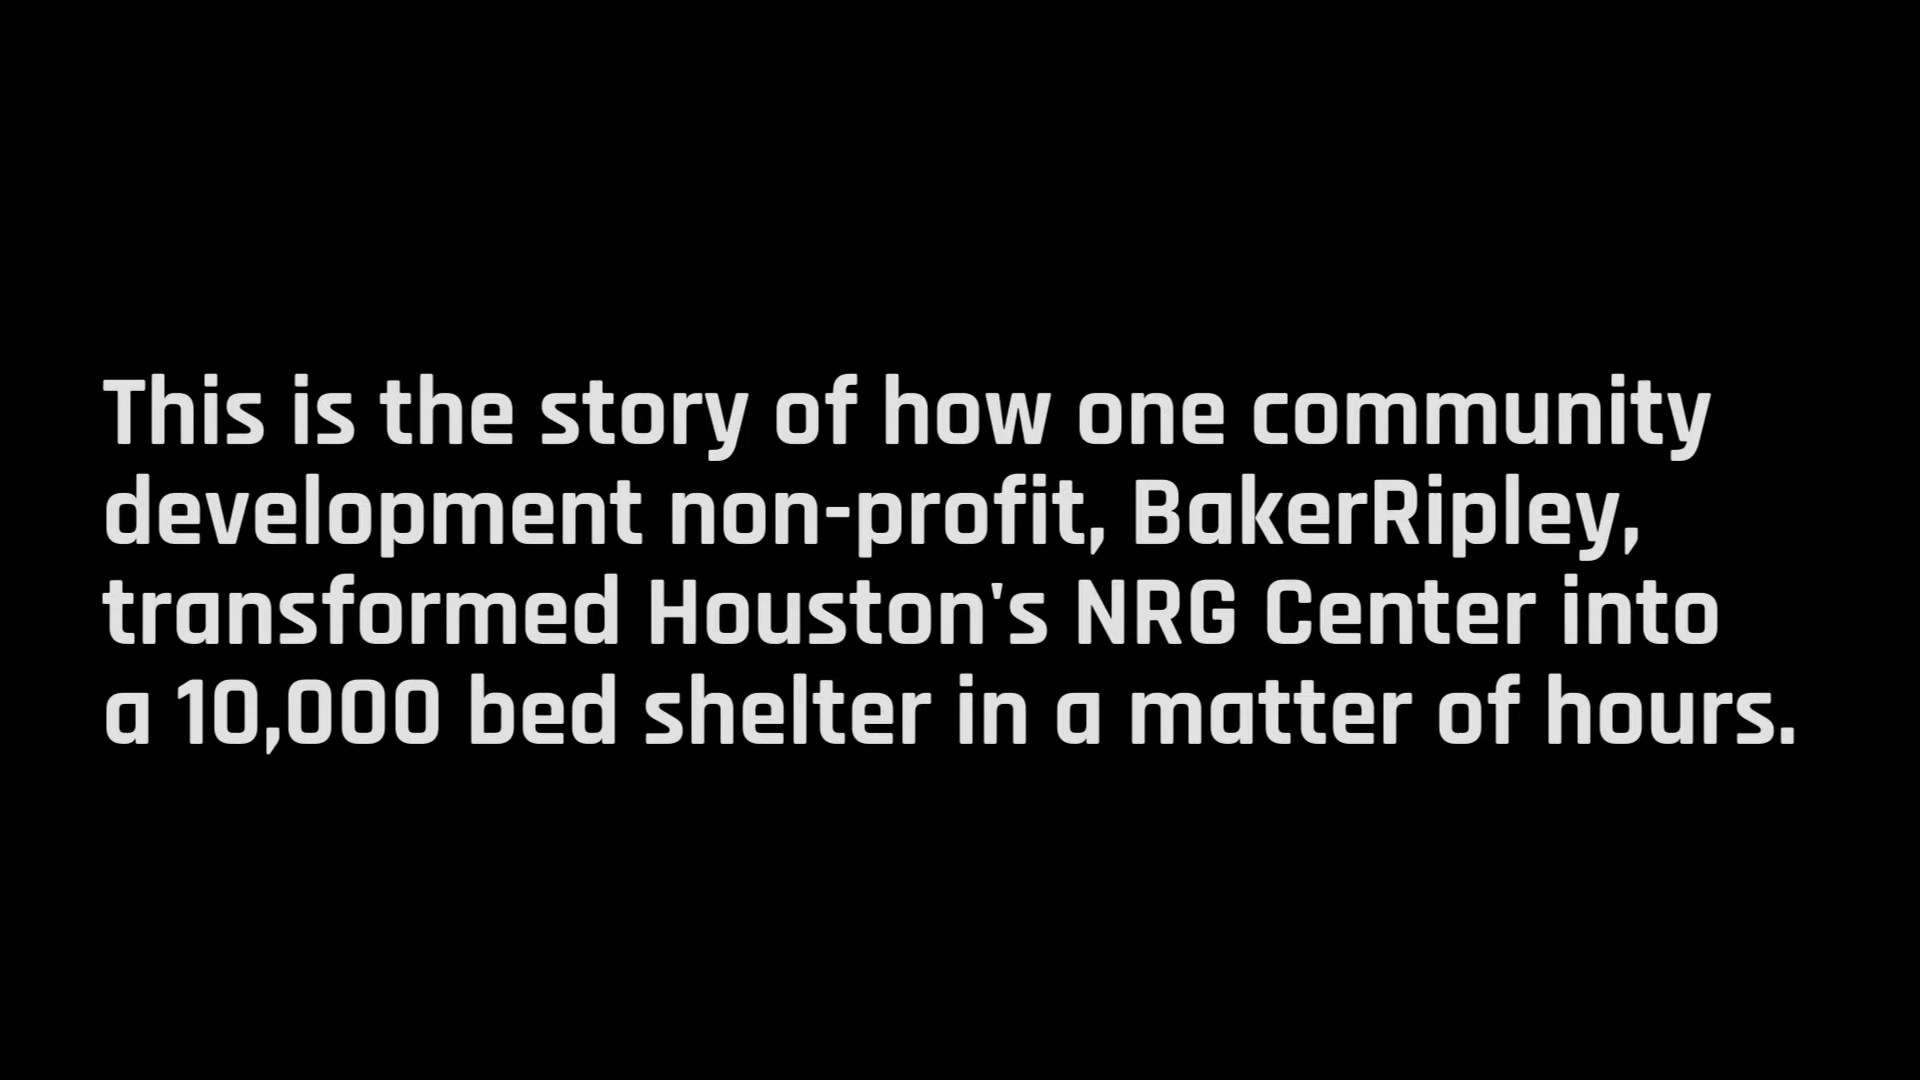 This is the story of how one community
development non-profit, BakerRipley,
transformed Houston's NRG Center into
a 10,000 bed shelter in a matter of hours.